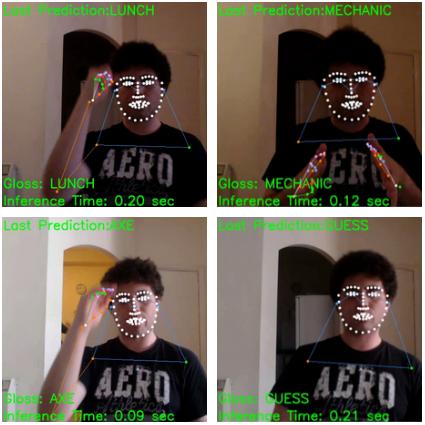 Last Prediction:LUNCH
AERO
Gloss: LUNCH
Inference Time: 0.20 sec
Last Prediction:MECHANIC
AERO
Gloss: MECHANIC
Inference Time: 0.12 sec
Last Prediction:AXE
AERO
Gloss: AXE
Inference Time: 0.09 sec
Last Prediction:GUESS
AERO
Gloss: GUESS
Inference Time: 0.21 sec